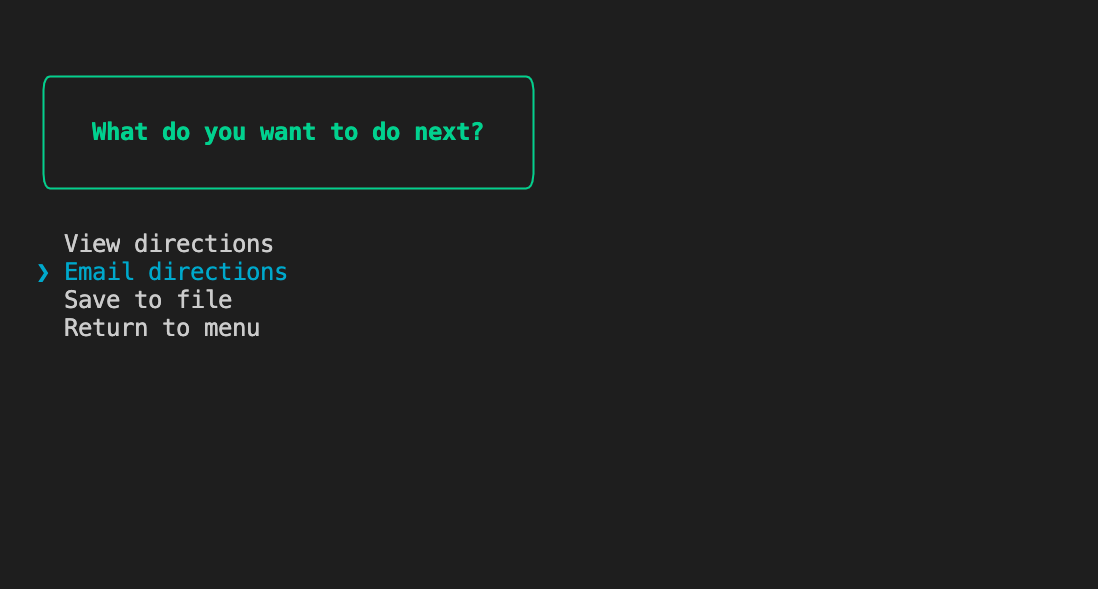 What do you want to do next?
View directions
❯ Email directions
Save to file
Return to menu